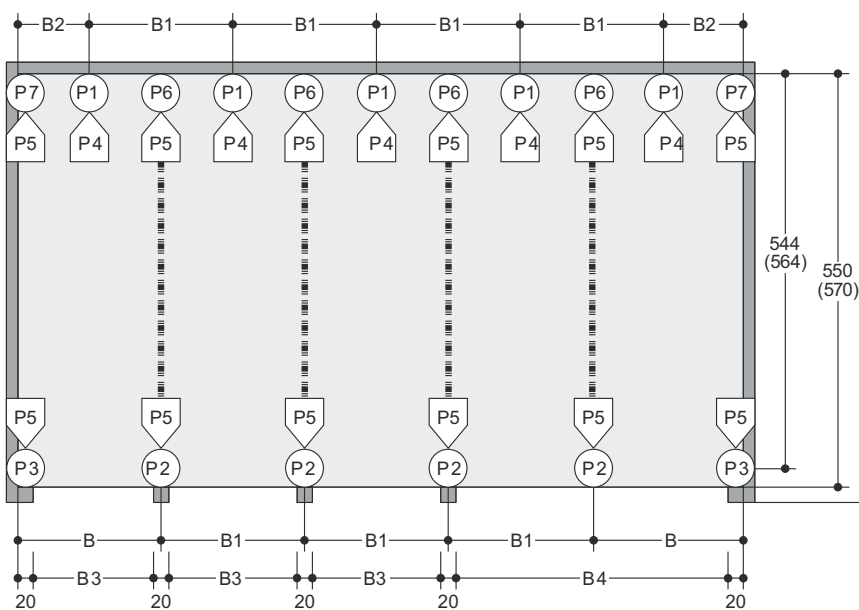 B2 B1 B1 B1 B1 B2
P7 P1 P6 P1 P6 P1 P6 P1 P6 P1 P7
P5 P4 P5 P4 P5 P4 P5 P4 P5 P4 P5
544
(564)
550
(570)
P5 P5 P5 P5 P5 P5
P3 P2 P2 P2 P2 P3
B B1 B1 B1 B
B3 B3 B3 B4
20 20 20 20 20